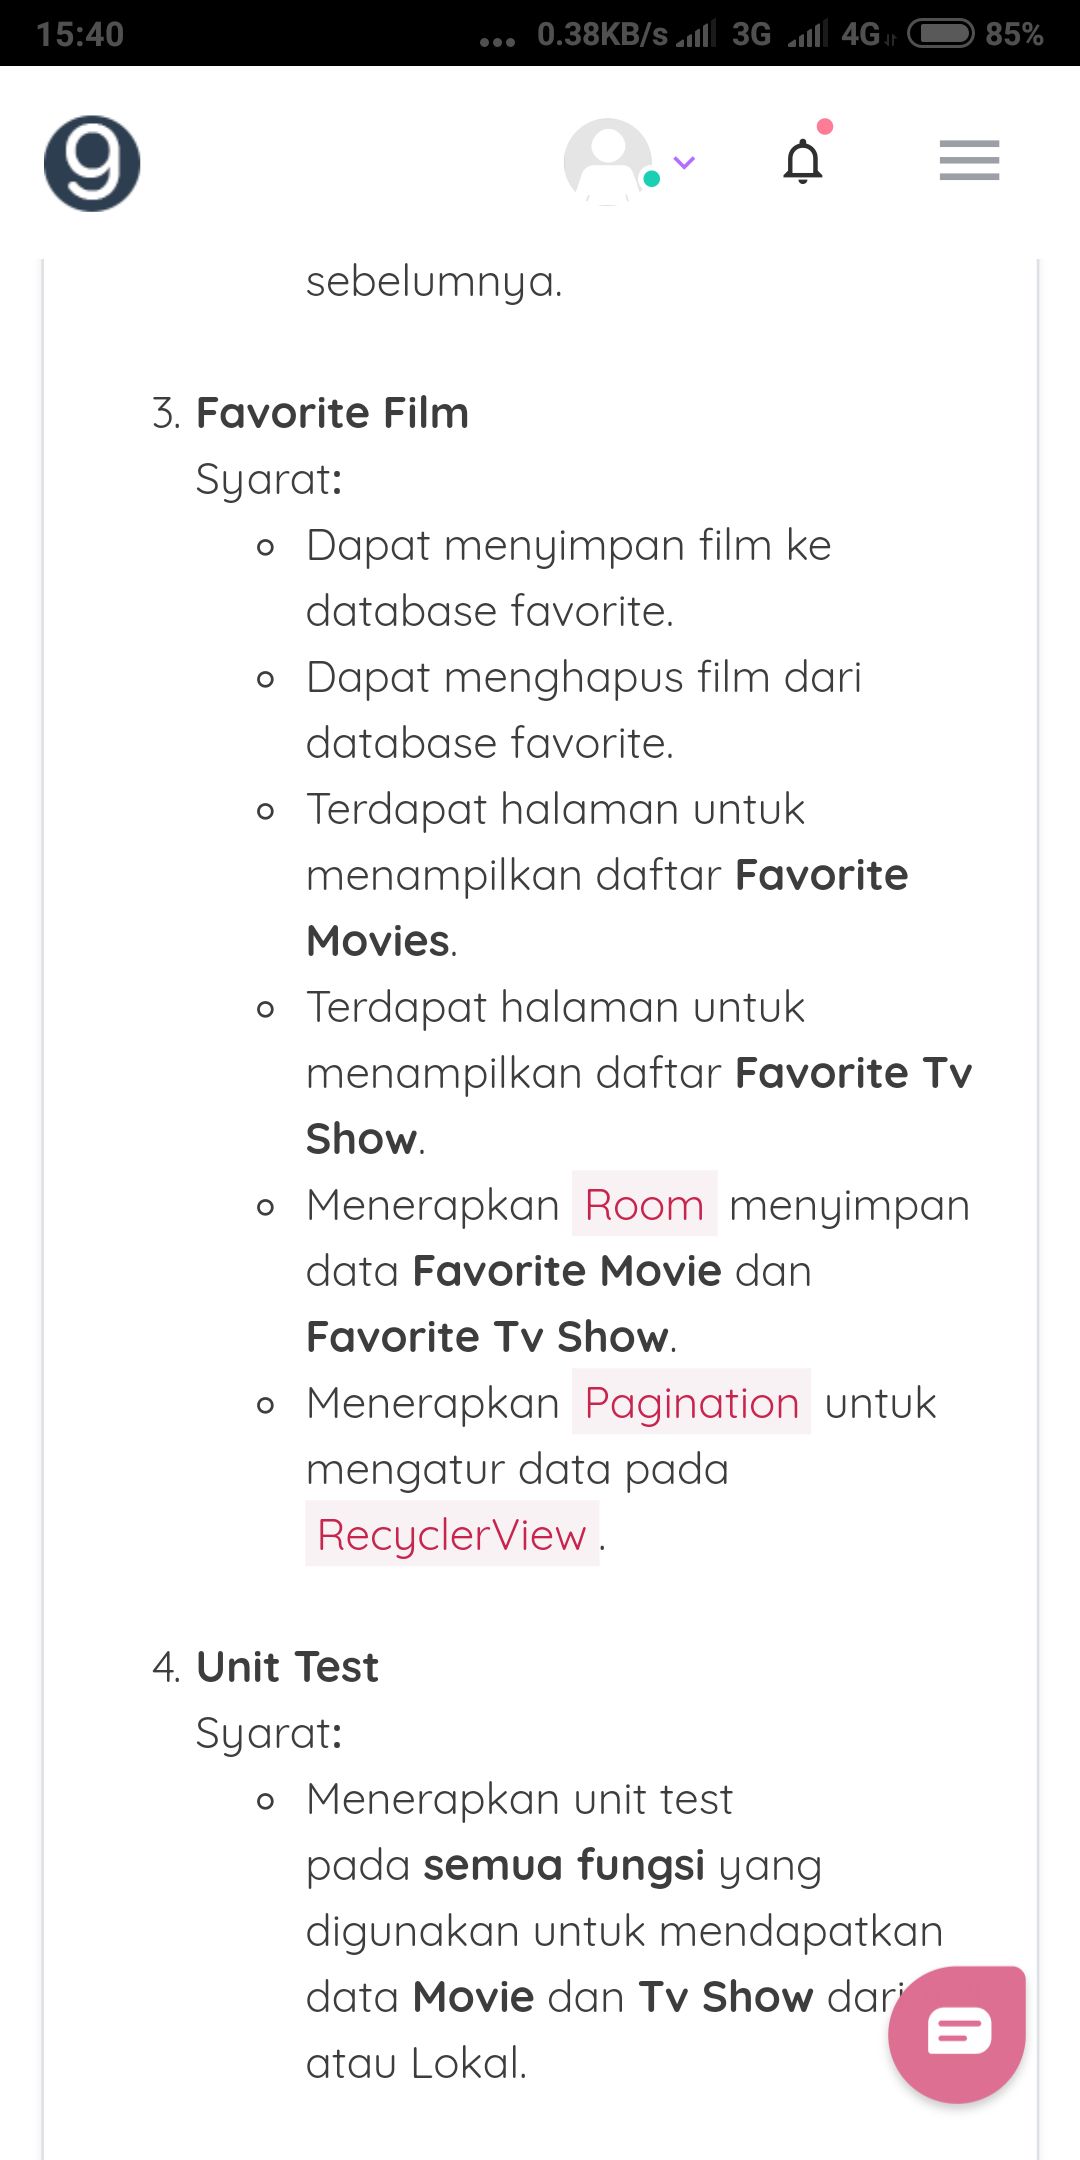 15:40
... 0.38KB/s 3G 4G 85%
g
sebelumnya.
3. Favorite Film
Syarat:
Dapat menyimpan film ke
database favorite.
Dapat menghapus film dari
database favorite.
Terdapat halaman untuk
menampilkan daftar Favorite
Movies.
Terdapat halaman untuk
menampilkan daftar Favorite Tv
Show.
Menerapkan Room menyimpan
data Favorite Movie dan
Favorite Tv Show.
Menerapkan Pagination untuk
mengatur data pada
RecyclerView.
4. Unit Test
Syarat:
Menerapkan unit test
pada semua fungsi yang
digunakan untuk mendapatkan
data Movie dan Tv Show dari
atau Lokal.